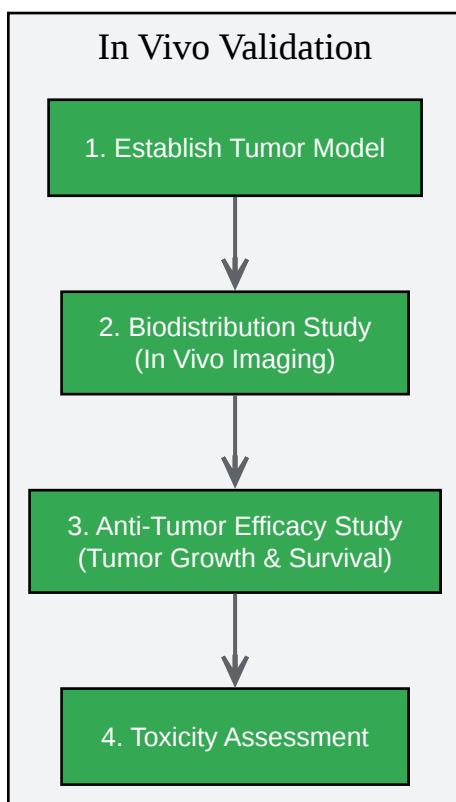 In Vivo Validation
1. Establish Tumor Model
2. Biodistribution Study
(In Vivo Imaging)
3. Anti-Tumor Efficacy Study
(Tumor Growth & Survival)
4. Toxicity Assessment